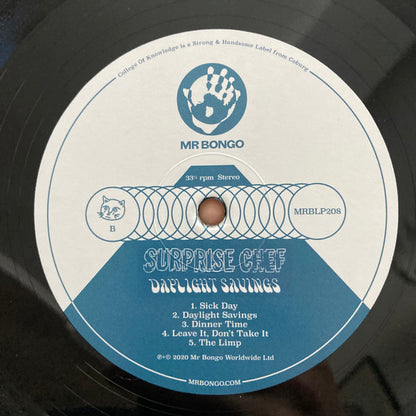 College Of Knowledge is a Strong & Handsome Label from Coburg
MR BONGO
33⅓ rpm Stereo
B
MRBLP208
SURPRISE CHEF
DAYLIGHT SAVINGS
1. Sick Day
2. Daylight Savings
3. Dinner Time
4. Leave It, Don't Take It
5. The Limp
℗+© 2020 Mr Bongo Worldwide Ltd
MRBONGO.COM